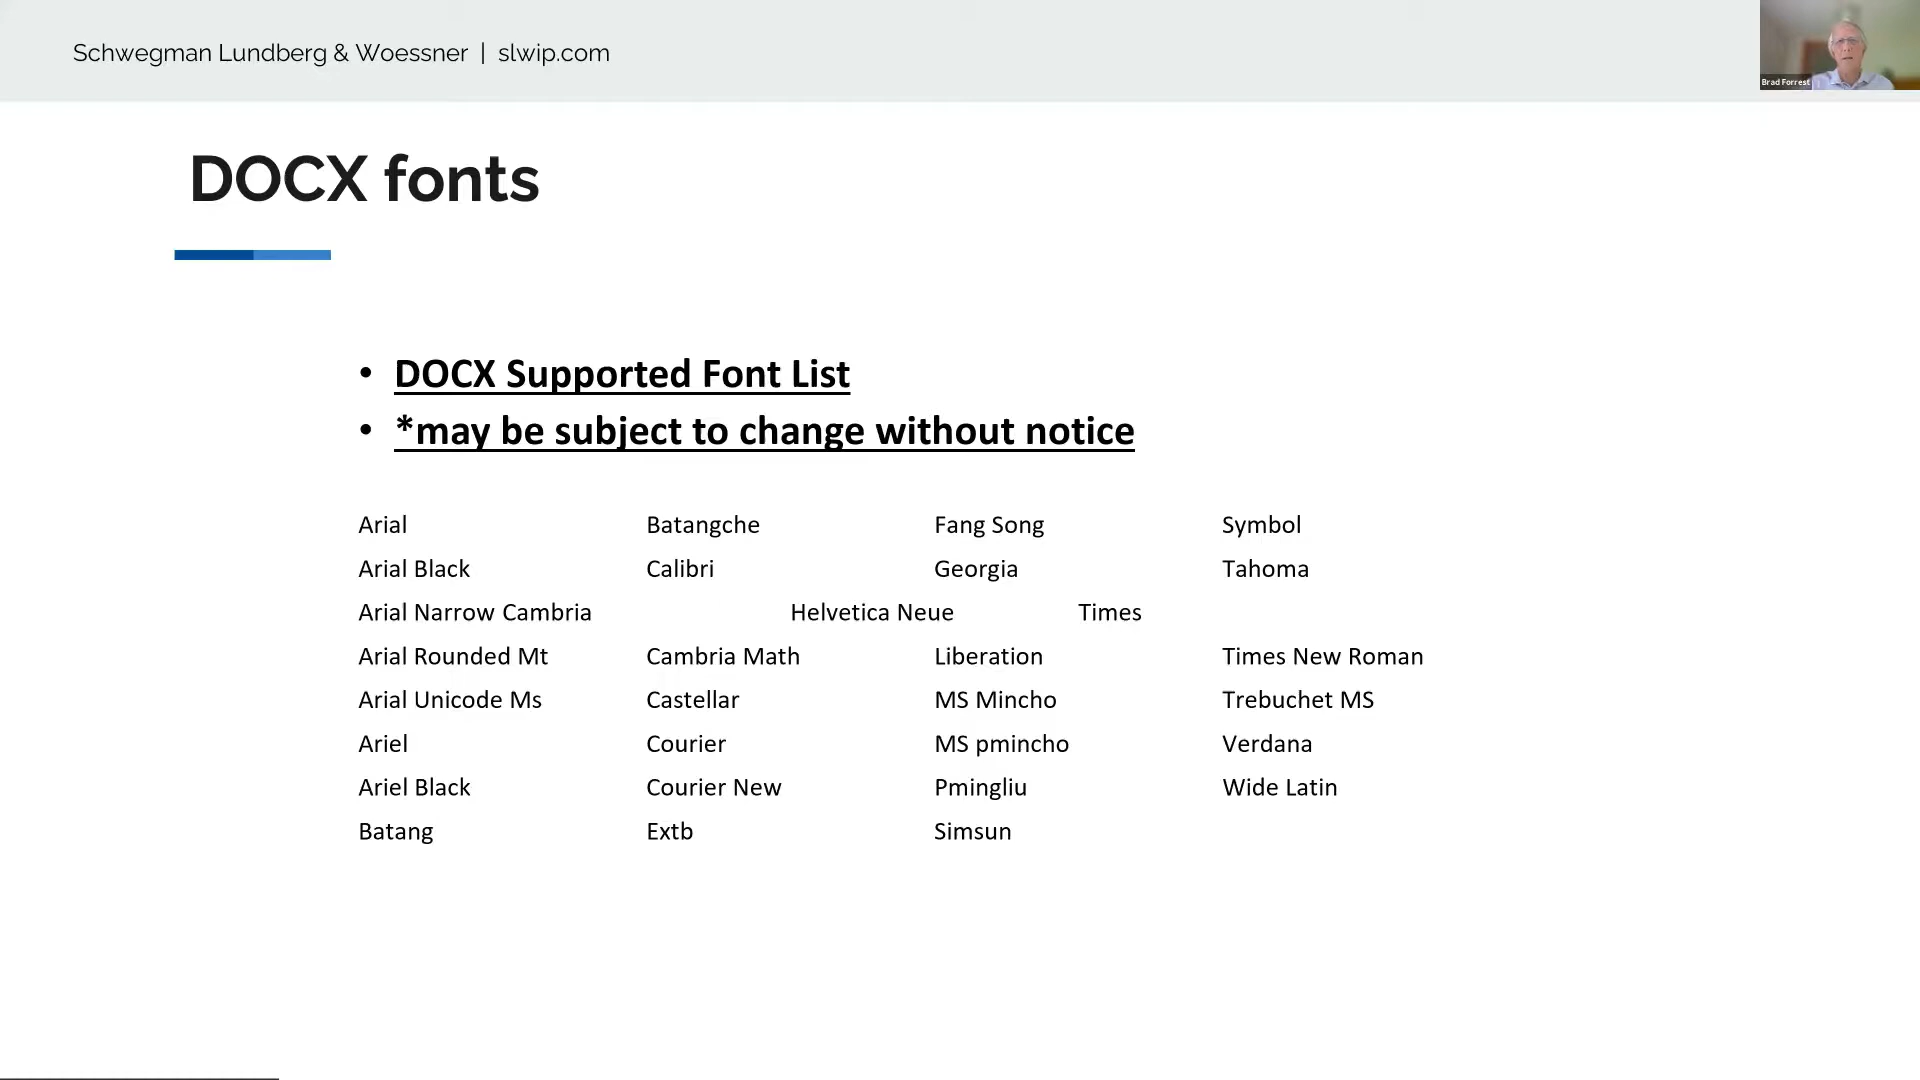 Schwegman Lundberg & Woessner | slwip.com
Brad Forrest
DOCX fonts
• DOCX Supported Font List
• *may be subject to change without notice
Arial Batangche Fang Song Symbol
Arial Black Calibri Georgia Tahoma
Arial Narrow Cambria Helvetica Neue Times
Arial Rounded Mt Cambria Math Liberation Times New Roman
Arial Unicode Ms Castellar MS Mincho Trebuchet MS
Ariel Courier MS pmincho Verdana
Ariel Black Courier New Pmingliu Wide Latin
Batang Extb Simsun